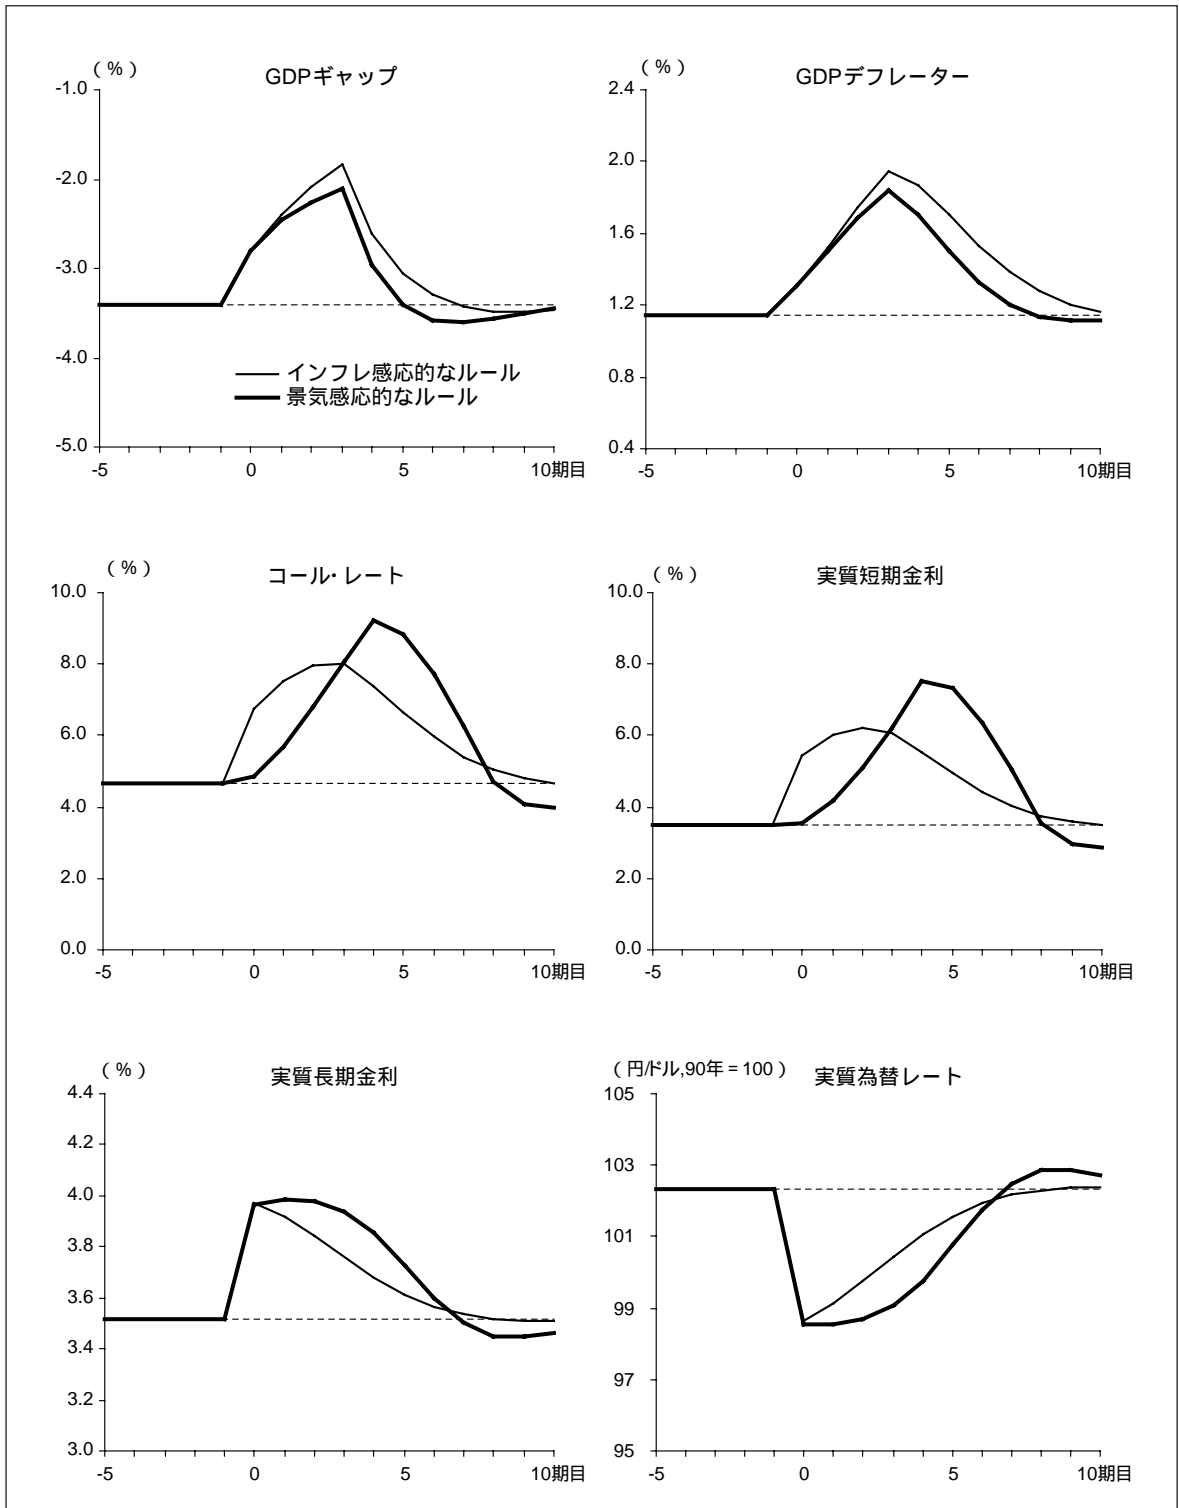 （％）
GDPギャップ
-1.0
-2.0
-3.0
-4.0
-5.0
インフレ感応的なルール
景気感応的なルール
-5 0 5 10期目
（％）
GDPデフレーター
2.4
2.0
1.6
1.2
0.8
0.4
-5 0 5 10期目
（％）
コール・レート
10.0
8.0
6.0
4.0
2.0
0.0
-5 0 5 10期目
（％）
実質短期金利
10.0
8.0
6.0
4.0
2.0
0.0
-5 0 5 10期目
（％）
実質長期金利
4.4
4.2
4.0
3.8
3.6
3.4
3.2
3.0
-5 0 5 10期目
（円/ドル,90年＝100）
実質為替レート
105
103
101
99
97
95
-5 0 5 10期目